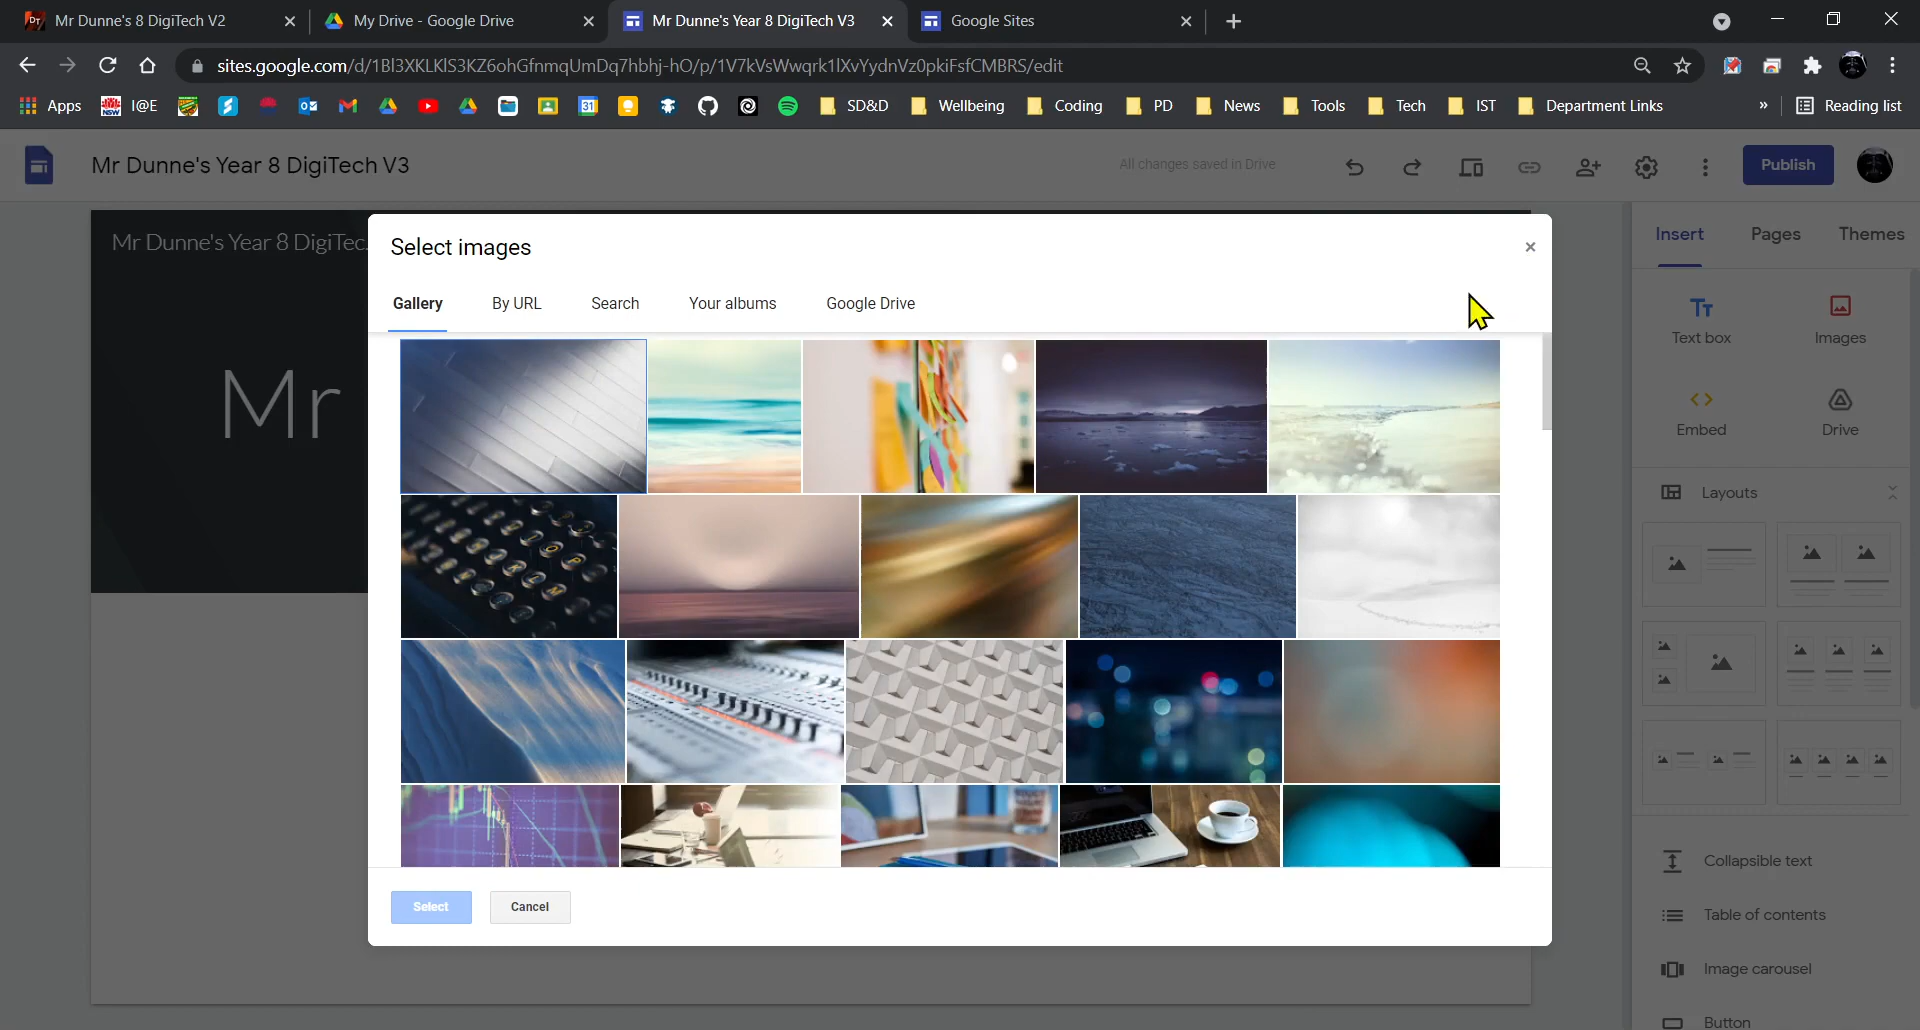 Mr Dunne's Year 8 DigiTech V2
My Drive - Google Drive
Mr Dunne's Year 8 DigiTech V3
Google Sites
sites.google.com/d/1Bl3XKLKlS3KZ6ohGfnmqUmDq7hbhj-hO/p/1V7kVsWwqrk1lXvYydnVz0pkiFsfCMBRS/edit
Apps
I@E
SD&D
Wellbeing
Coding
PD
News
Tools
Tech
IST
Department Links
»
Reading list
Mr Dunne's Year 8 DigiTech V3
All changes saved in Drive
Publish
Mr Dunne's Year 8 DigiTec
Mr
Select images
Gallery
By URL
Search
Your albums
Google Drive
Select
Cancel
Insert
Pages
Themes
Text box
Images
Embed
Drive
Layouts
Collapsible text
Table of contents
Image carousel
Button